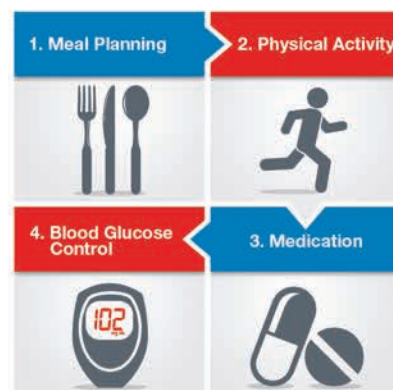 1. Meal Planning
2. Physical Activity
3. Medication
4. Blood Glucose
Control
102